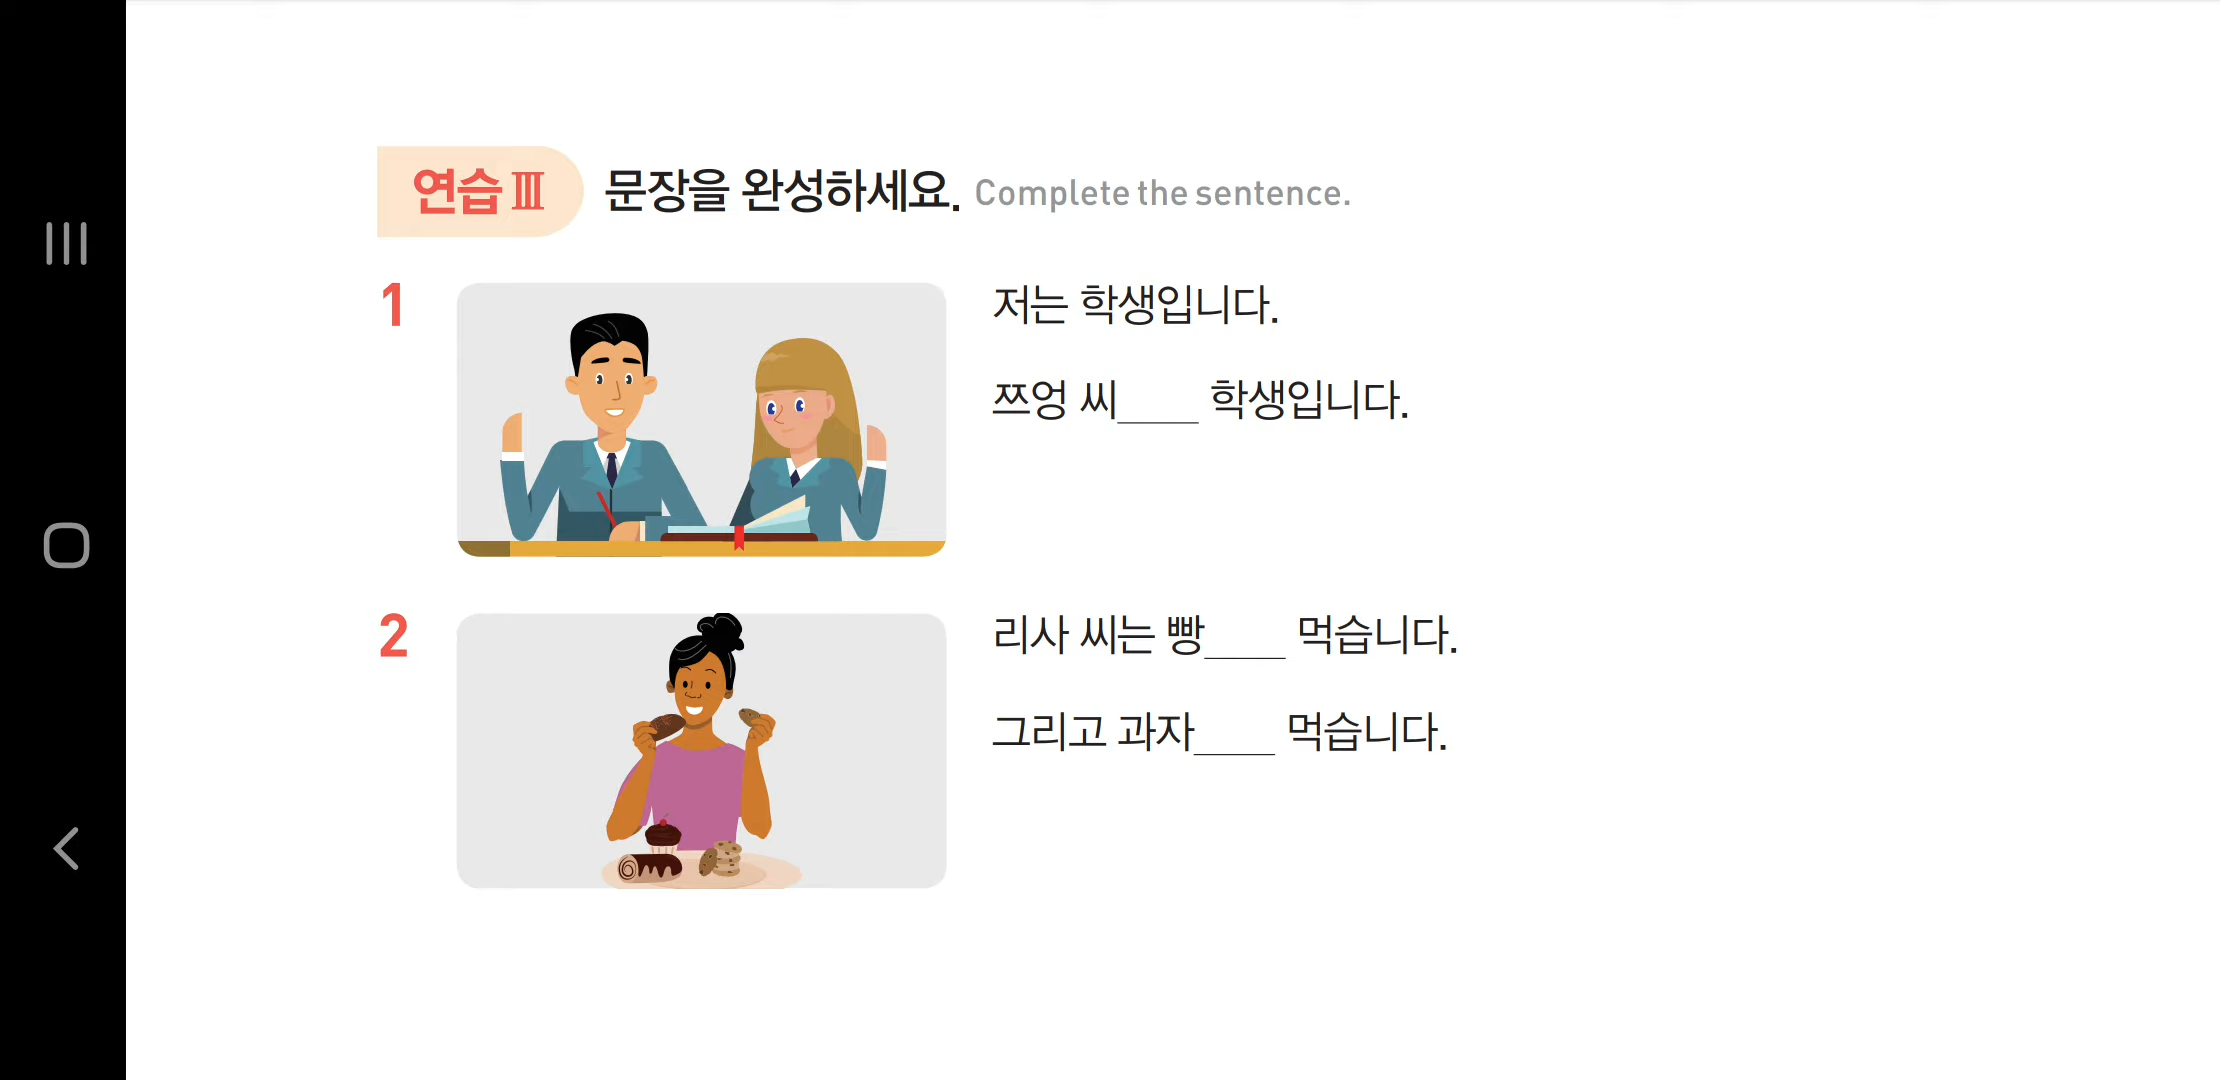 연습 Ⅲ 문장을 완성하세요. Complete the sentence.
1
저는 학생입니다.
쯔엉 씨____ 학생입니다.
2
리사 씨는 빵____ 먹습니다.
그리고 과자____ 먹습니다.